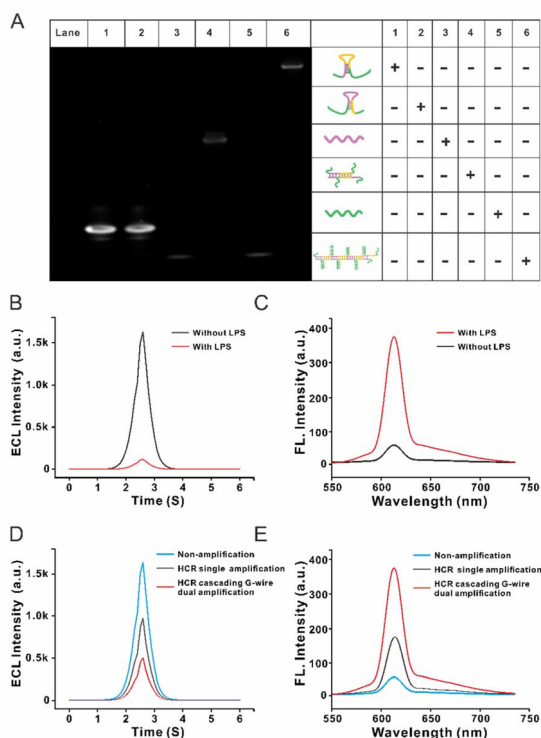 A
Lane 1 2 3 4 5 6 1 2 3 4 5 6
+ - - - - -
- + - - - -
- - + - - -
- - - + - -
- - - - + -
- - - - - +
B
ECL Intensity (a.u.)
1.5k
1.0k
0.5k
0
Without LPS
With LPS
0 1 2 3 4 5 6
Time (S)
C
FL. Intensity (a.u.)
400
300
200
100
0
With LPS
Without LPS
550 600 650 700 750
Wavelength (nm)
D
ECL Intensity (a.u.)
1.5k
1.0k
0.5k
0
Non-amplification
HCR single amplification
HCR cascading G-wire
dual amplification
0 1 2 3 4 5 6
Time (S)
E
FL. Intensity (a.u.)
400
300
200
100
0
Non-amplification
HCR single amplification
HCR cascading G-wire
dual amplification
550 600 650 700 750
Wavelength (nm)